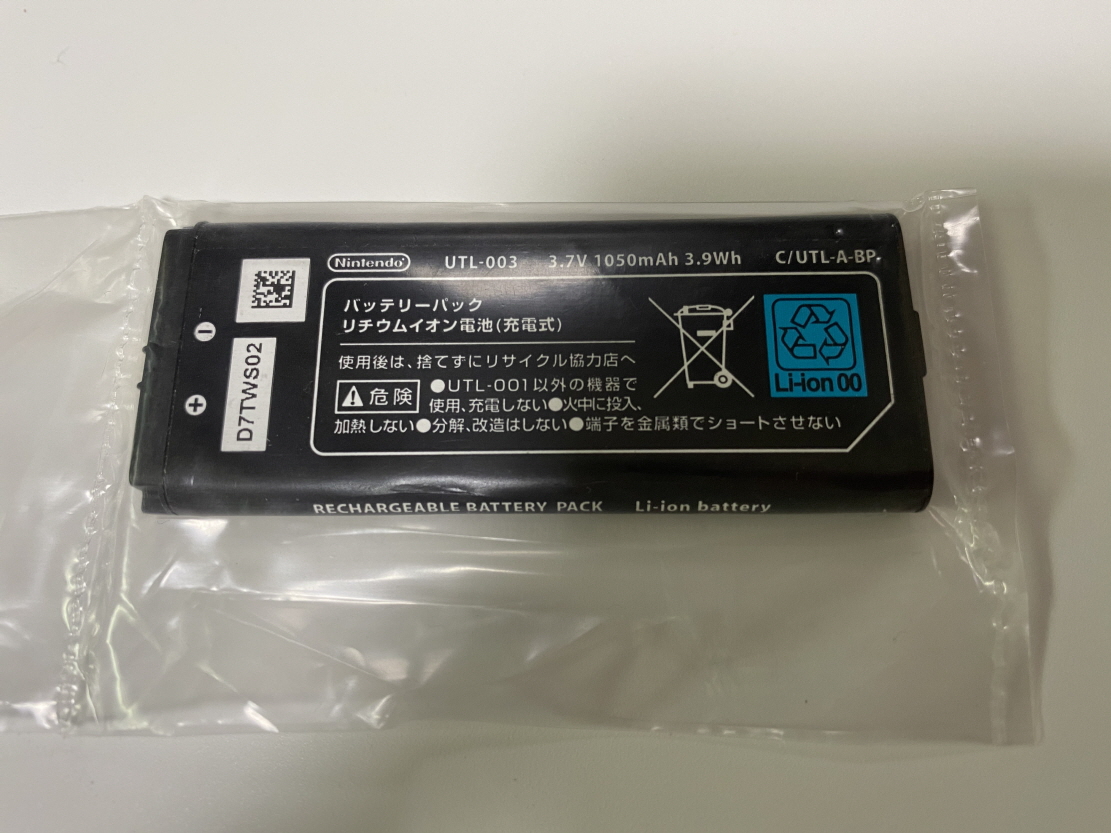 Nintendo UTL-003 3.7V 1050mAh 3.9Wh C/UTL-A-BP
バッテリーパック
リチウムイオン電池(充電式)
使用後は、捨てずにリサイクル協力店へ
危険 ●UTL-001以外の機器で
使用、充電しない●火中に投入、
加熱しない●分解、改造はしない●端子を金属類でショートさせない
Li-ion 00
D7TWS02
RECHARGEABLE BATTERY PACK Li-ion battery